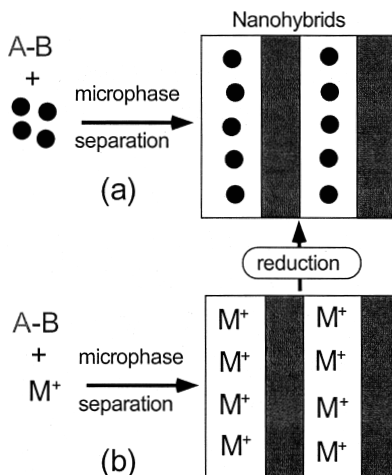 Nanohybrids
A-B
+
microphase
separation
(a)
reduction
A-B
+
M⁺
microphase
separation
(b)
M⁺ M⁺
M⁺ M⁺
M⁺ M⁺
M⁺ M⁺